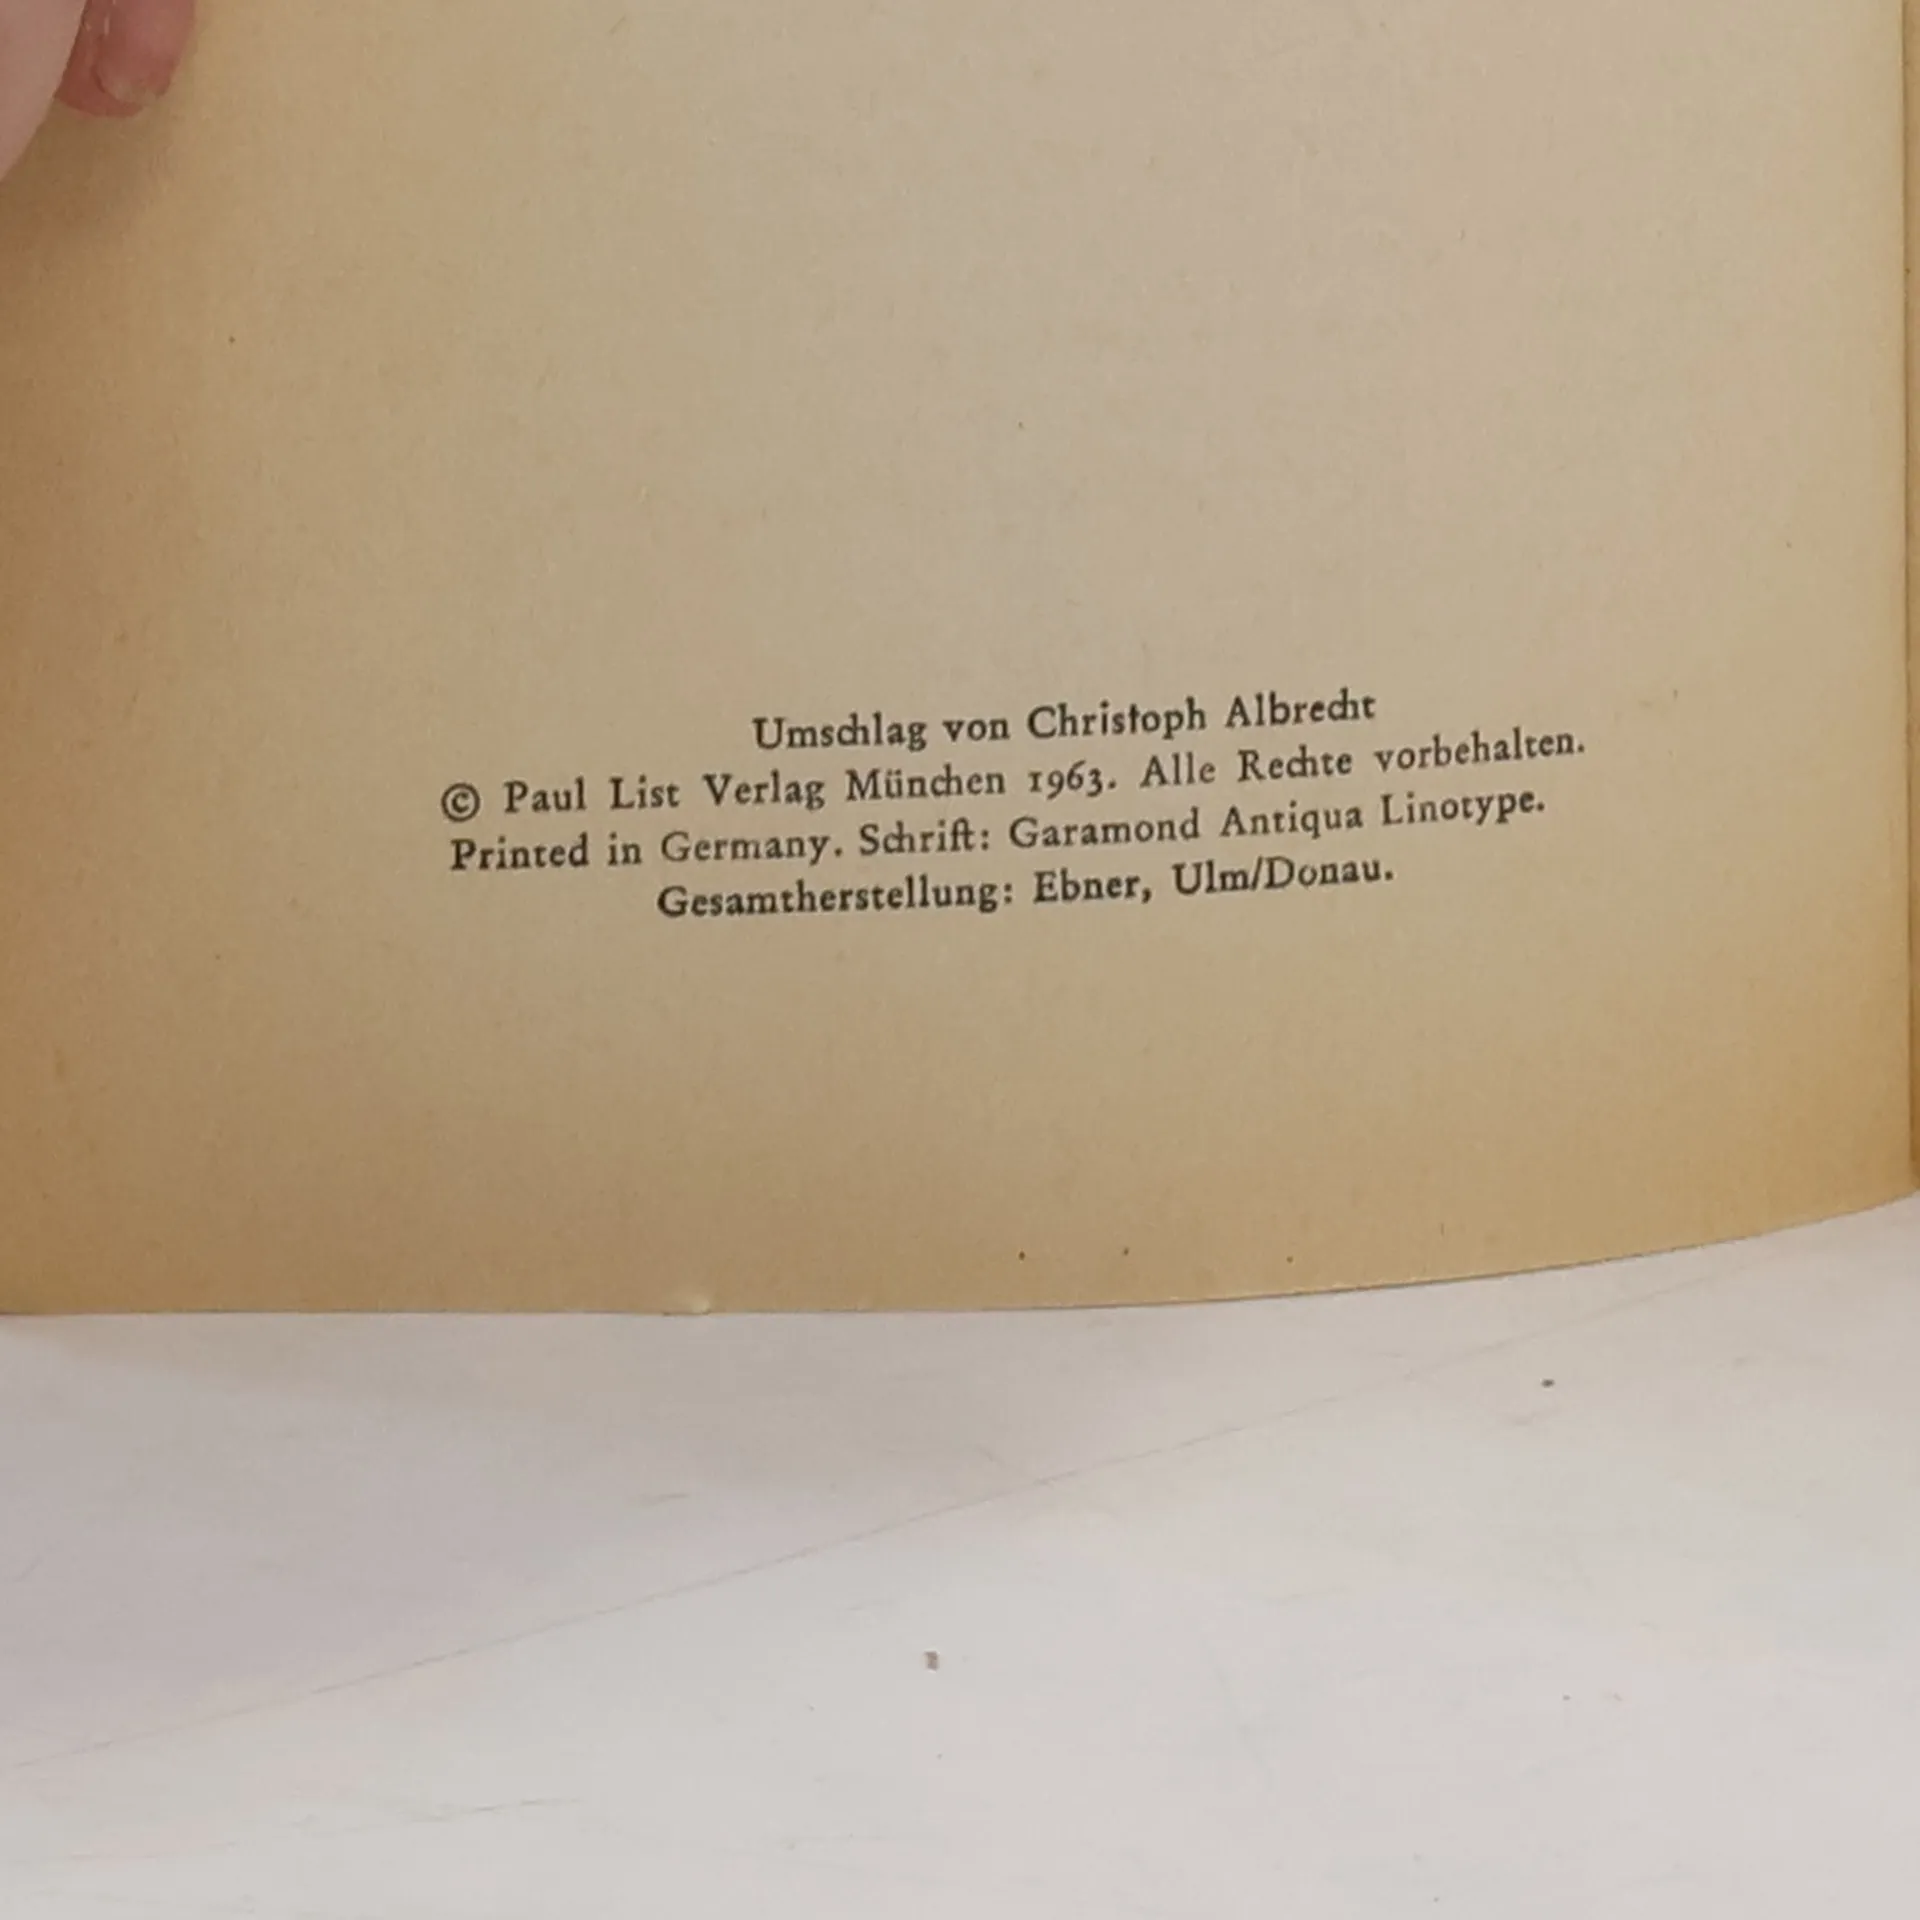 Umschlag von Christoph Albrecht
© Paul List Verlag München 1963. Alle Rechte vorbehalten.
Printed in Germany. Schrift: Garamond Antiqua Linotype.
Gesamtherstellung: Ebner, Ulm/Donau.